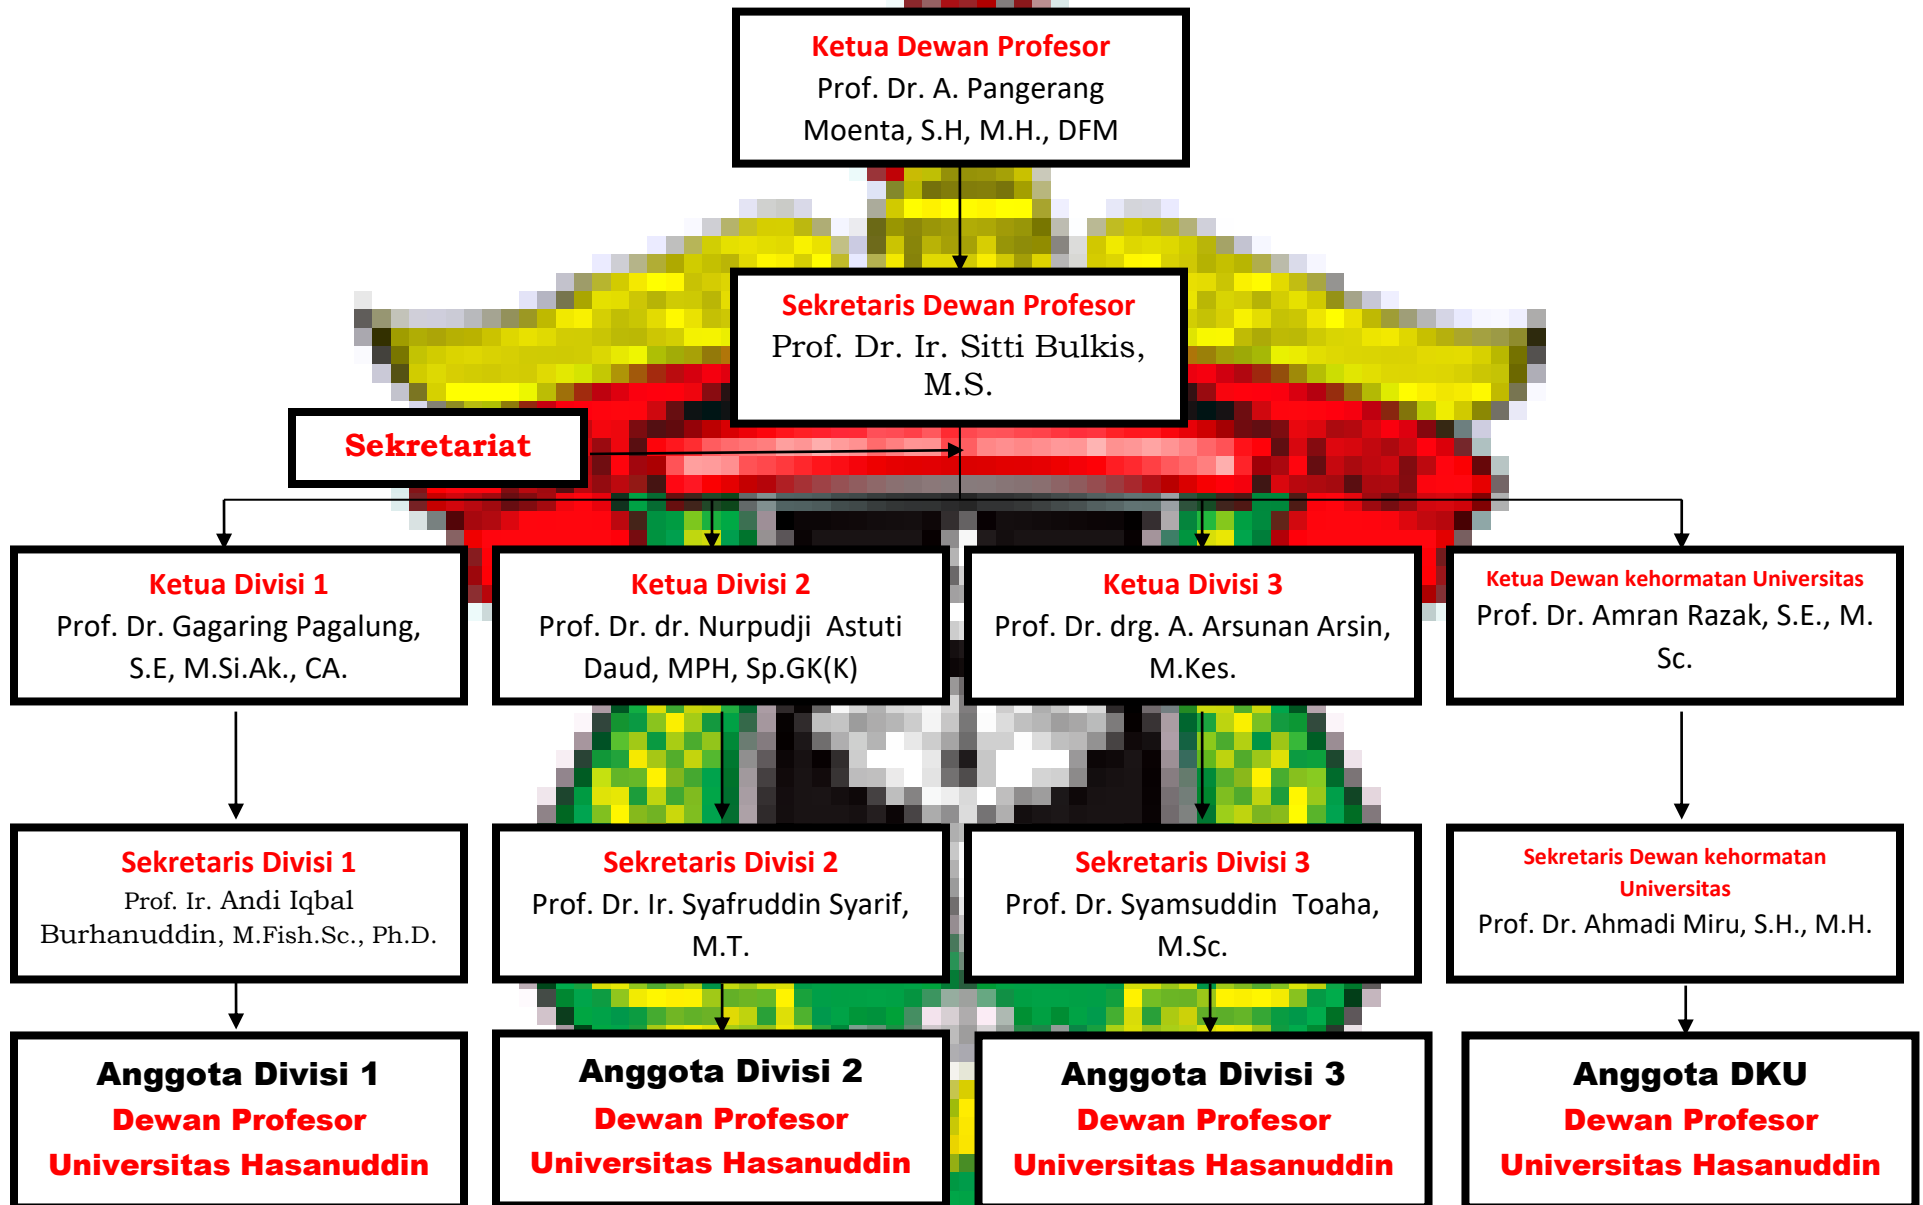 Ketua Dewan Profesor
Prof. Dr. A. Pangerang
Moenta, S.H, M.H., DFM
Sekretaris Dewan Profesor
Prof. Dr. Ir. Sitti Bulkis,
M.S.
Sekretariat
Ketua Divisi 1
Prof. Dr. Gagaring Pagalung,
S.E, M.Si.Ak., CA.
Ketua Divisi 2
Prof. Dr. dr. Nurpudji  Astuti
Daud, MPH, Sp.GK(K)
Ketua Divisi 3
Prof. Dr. drg. A. Arsunan Arsin,
M.Kes.
Ketua Dewan kehormatan Universitas
Prof. Dr. Amran Razak, S.E., M.
Sc.
Sekretaris Divisi 1
Prof. Ir. Andi Iqbal
Burhanuddin, M.Fish.Sc., Ph.D.
Sekretaris Divisi 2
Prof. Dr. Ir. Syafruddin Syarif,
M.T.
Sekretaris Divisi 3
Prof. Dr. Syamsuddin  Toaha,
M.Sc.
Sekretaris Dewan kehormatan
Universitas
Prof. Dr. Ahmadi Miru, S.H., M.H.
Anggota Divisi 1
Dewan Profesor
Universitas Hasanuddin
Anggota Divisi 2
Dewan Profesor
Universitas Hasanuddin
Anggota Divisi 3
Dewan Profesor
Universitas Hasanuddin
Anggota DKU
Dewan Profesor
Universitas Hasanuddin